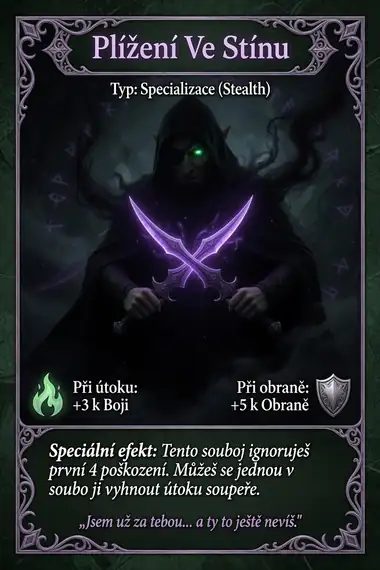 Plížení Ve Stínu
Typ: Specializace (Stealth)
Při útoku:
+3 k Boji
Při obraně:
+5 k Obraně
Speciální efekt: Tento souboj ignoruješ
první 4 poškození. Můžeš se jednou v
soubo ji vyhnout útoku soupeře.
„Jsem už za tebou... a ty to ještě nevíš."